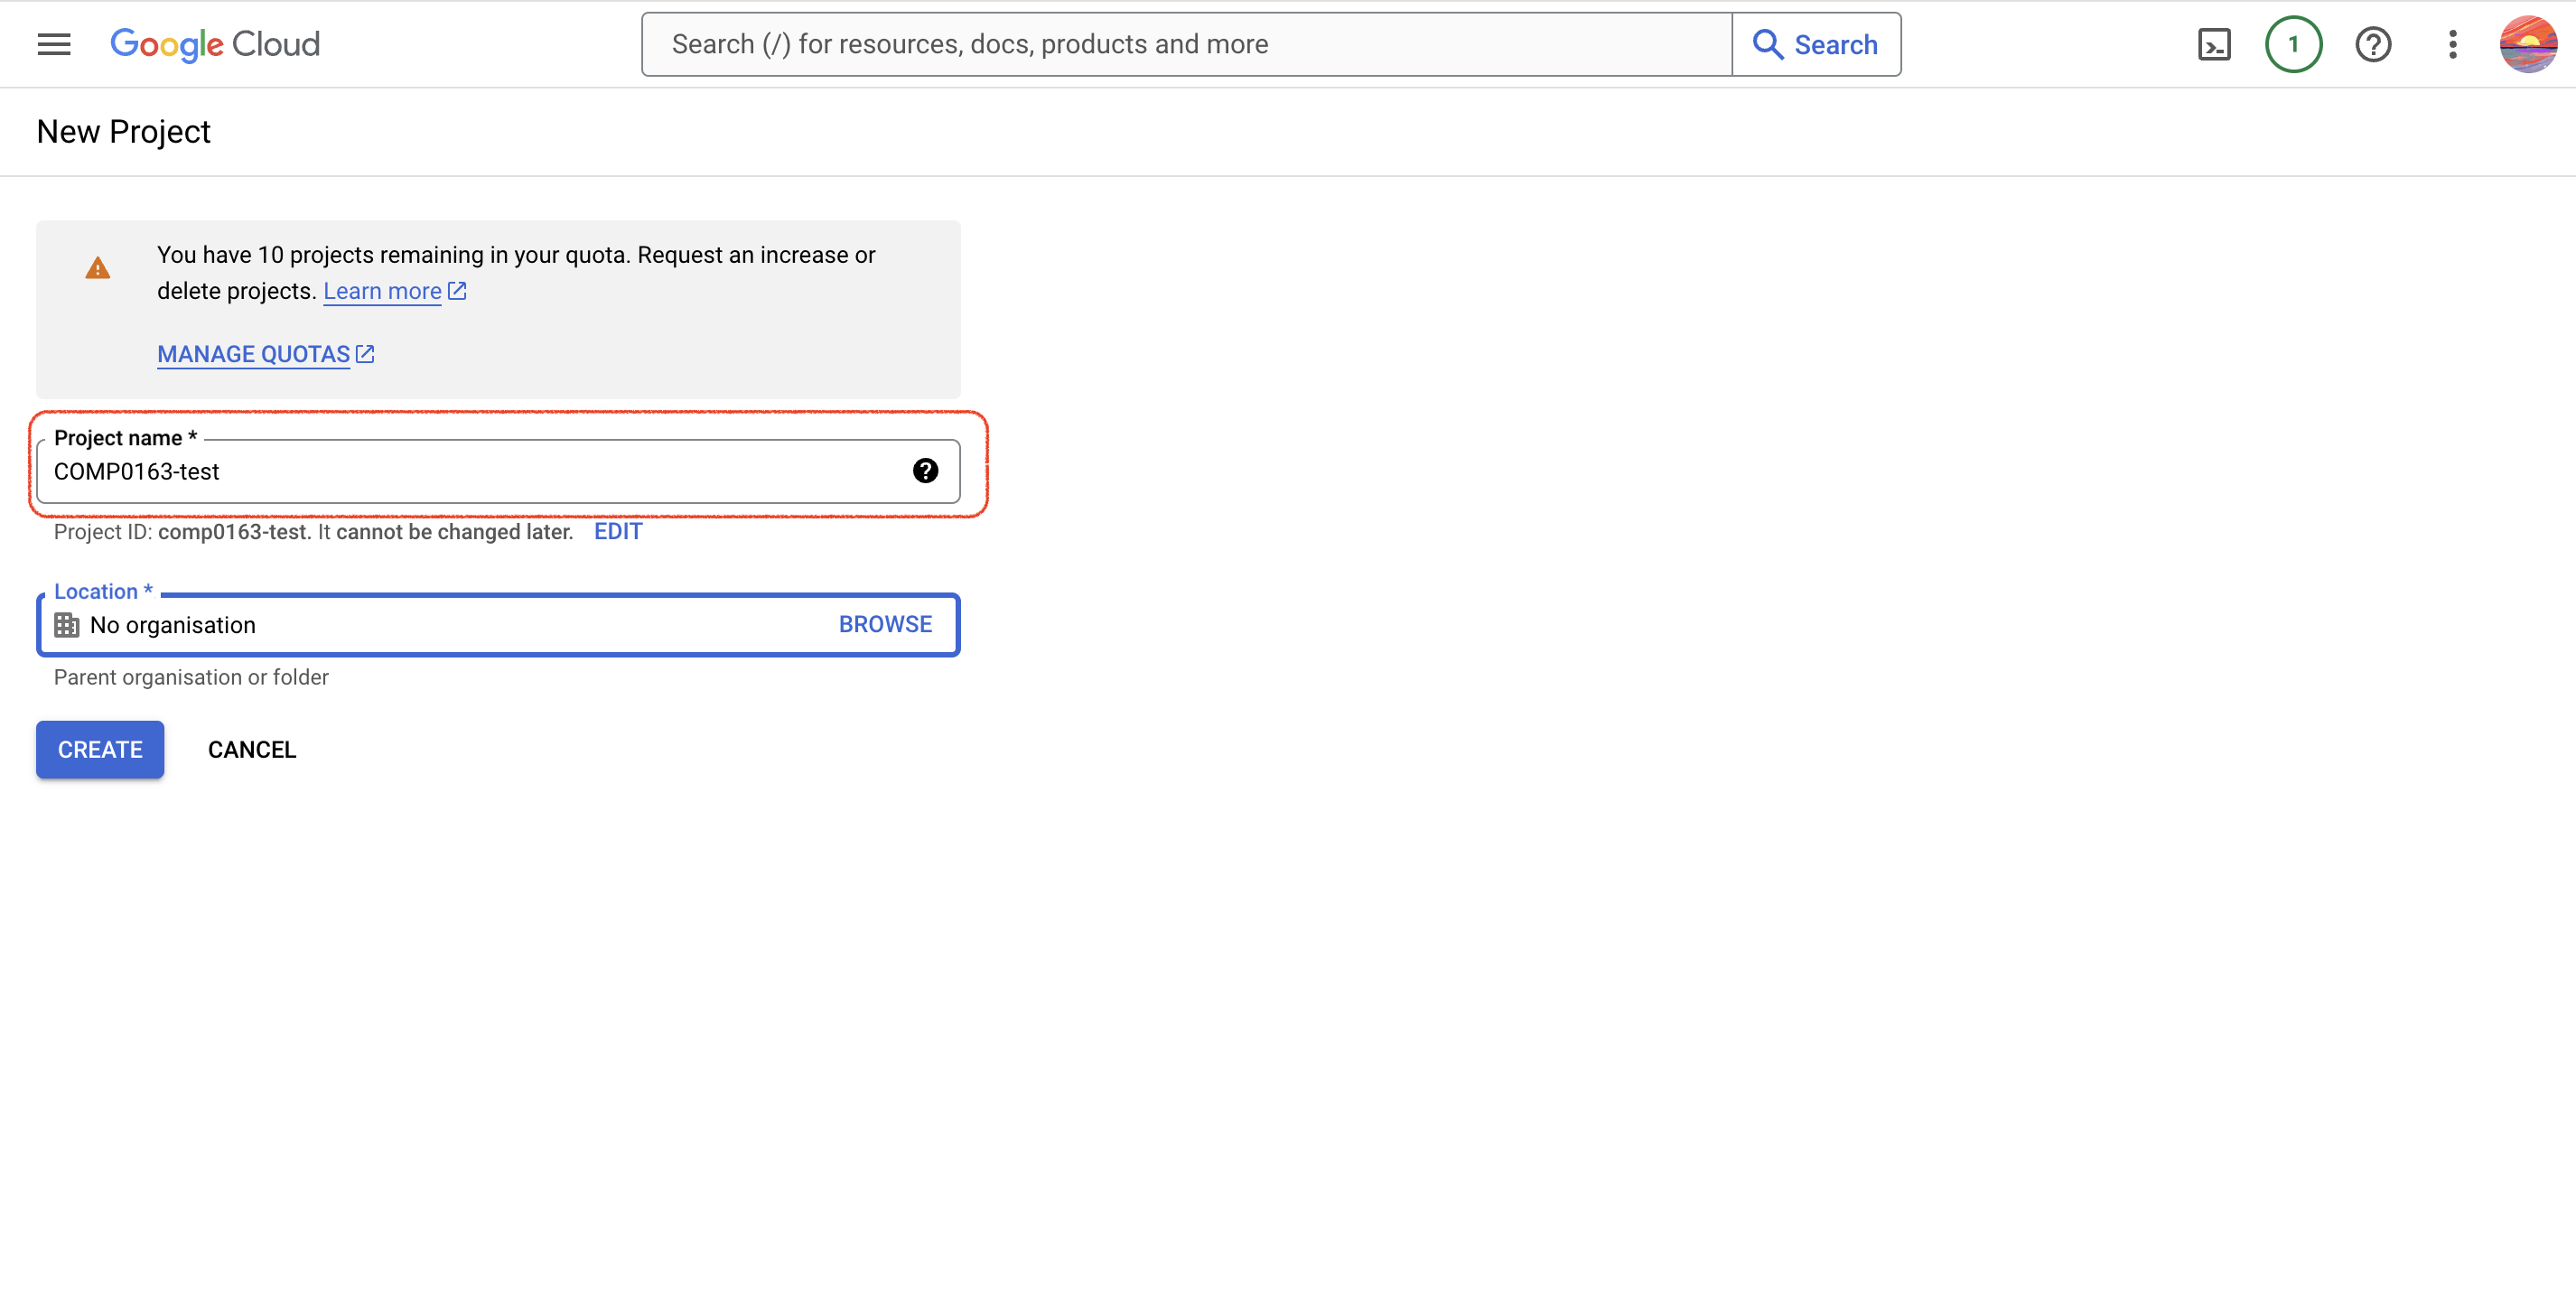 Google Cloud
Search (/) for resources, docs, products and more
Search
1
New Project
You have 10 projects remaining in your quota. Request an increase or
delete projects. Learn more
MANAGE QUOTAS
Project name *
COMP0163-test
Project ID: comp0163-test. It cannot be changed later. EDIT
Location *
No organisation
BROWSE
Parent organisation or folder
CREATE
CANCEL